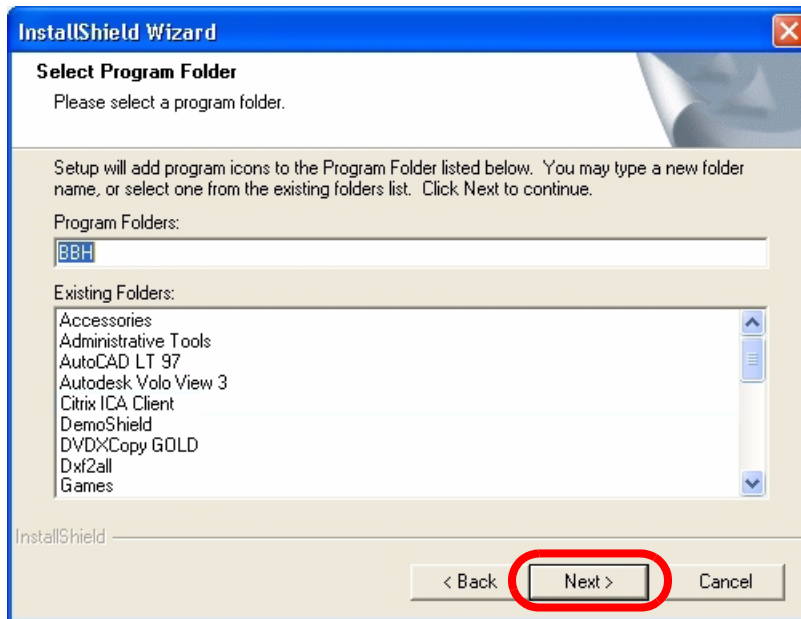 InstallShield Wizard
Select Program Folder
Please select a program folder.
Setup will add program icons to the Program Folder listed below. You may type a new folder
name, or select one from the existing folders list. Click Next to continue.
Program Folders:
BBH
Existing Folders:
Accessories
Administrative Tools
AutoCAD LT 97
Autodesk Volo View 3
Citrix ICA Client
DemoShield
DVDXCopy GOLD
Dxf2all
Games
InstallShield
< Back
Next >
Cancel